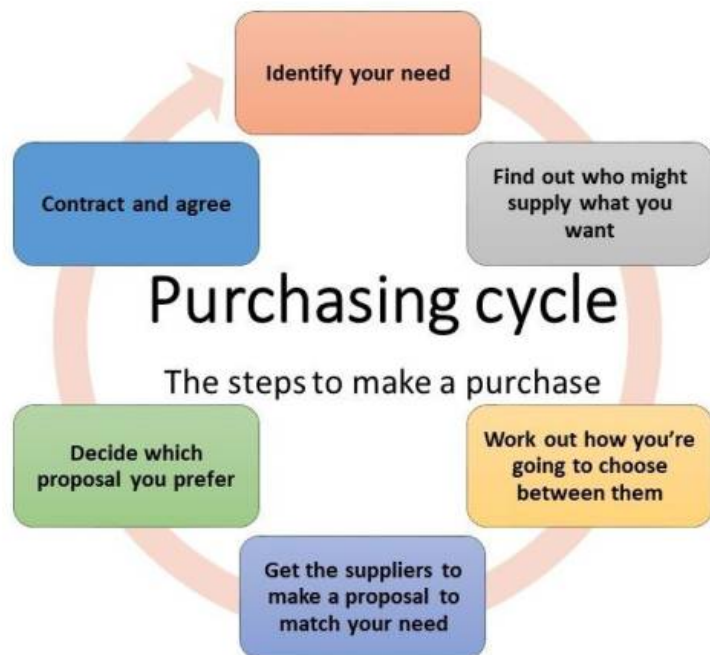 Identify your need
Find out who might
supply what you
want
Work out how you're
going to choose
between them
Get the suppliers to
make a proposal to
match your need
Decide which
proposal you prefer
Contract and agree
Purchasing cycle
The steps to make a purchase